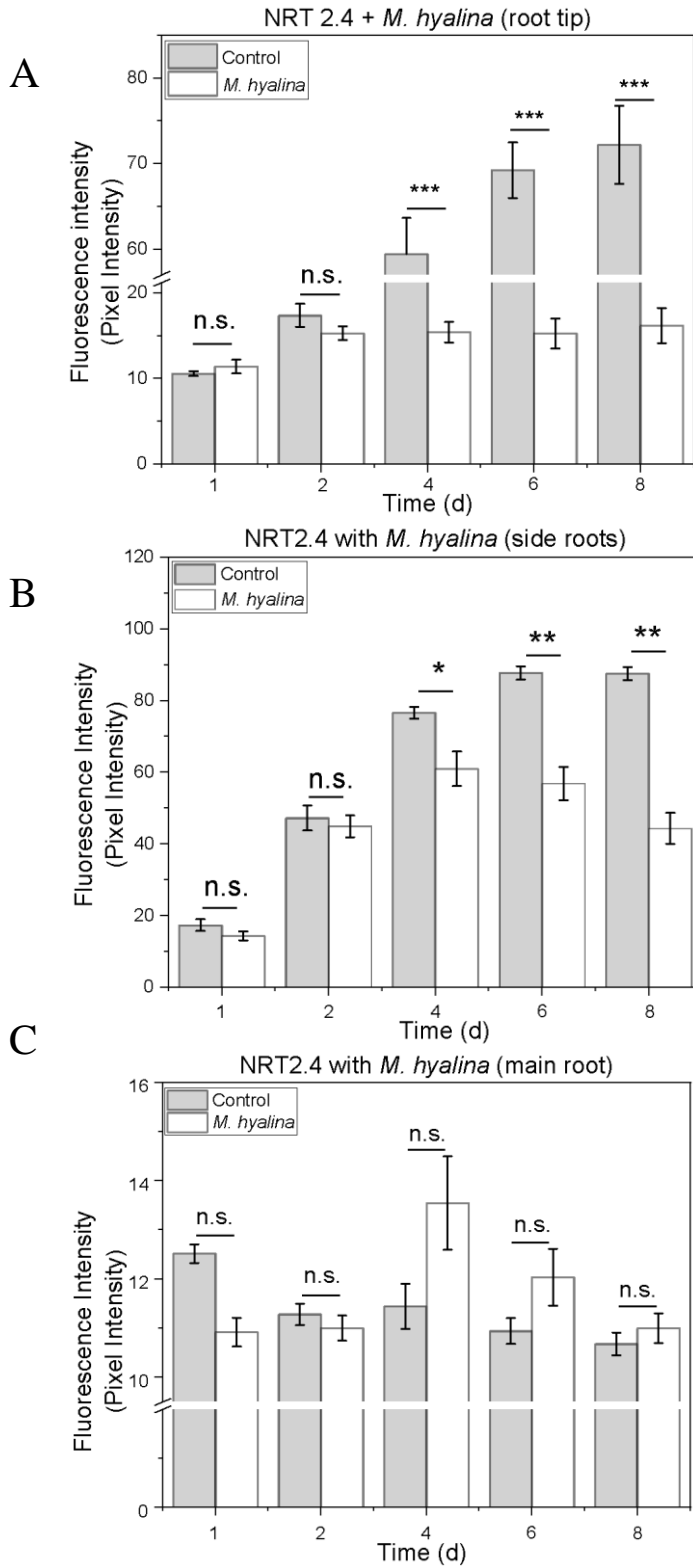 A
NRT 2.4 + M. hyalina (root tip)
Control
M. hyalina
Fluorescence intensity
(Pixel Intensity)
80
70
60
20
10
0
n.s.
n.s.
***
***
***
1 2 4 6 8
Time (d)
B
NRT2.4 with M. hyalina (side roots)
Control
M. hyalina
Fluorescence Intensity
(Pixel Intensity)
120
100
80
60
40
20
0
n.s.
n.s.
*
**
**
1 2 4 6 8
Time (d)
C
NRT2.4 with M. hyalina (main root)
Control
M. hyalina
Fluorescence Intensity
(Pixel Intensity)
16
14
12
10
0
n.s.
n.s.
n.s.
n.s.
n.s.
1 2 4 6 8
Time (d)